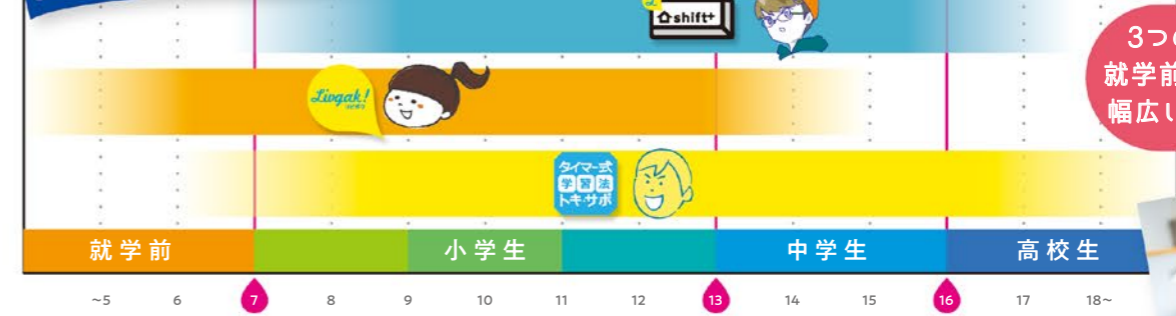 shift+
3つの
就学前
幅広い
Livgak!
タイマー式
学習法
トキ・サポ
就学前
小学生
中学生
高校生
~5 6 7 8 9 10 11 12 13 14 15 16 17 18~